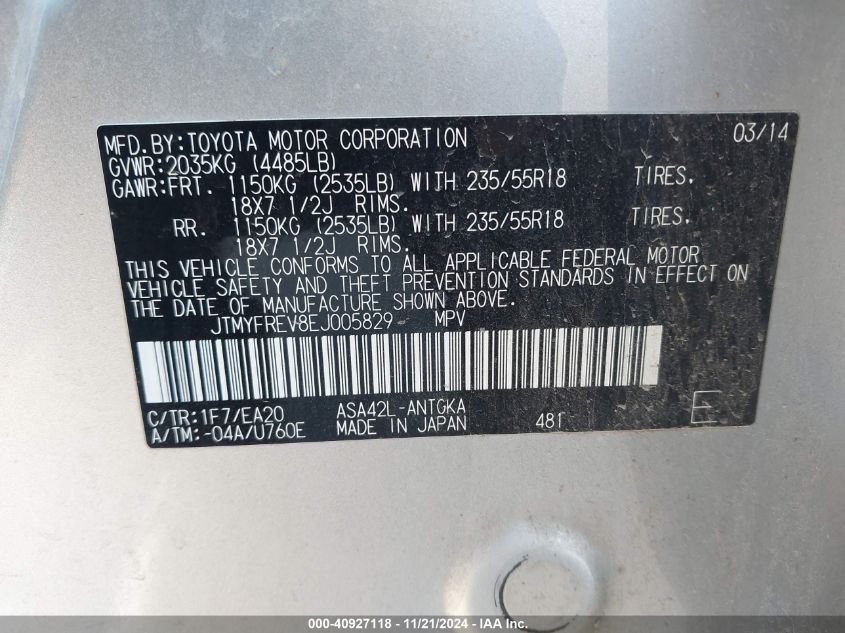 MFD.BY:TOYOTA MOTOR CORPORATION 03/14
GVWR:2035KG (4485LB)
GAWR:FRT. 1150KG (2535LB) WITH 235/55R18 TIRES.
18X7 1/2J RIMS.
RR. 1150KG (2535LB) WITH 235/55R18 TIRES.
18X7 1/2J RIMS.
THIS VEHICLE CONFORMS TO ALL APPLICABLE FEDERAL MOTOR
VEHICLE SAFETY AND THEFT PREVENTION STANDARDS IN EFFECT ON
THE DATE OF MANUFACTURE SHOWN ABOVE.
JTMYFREV8EJ005829 MPV
C/TR:1F7/EA20 ASA42L-ANTGKA E
A/TM:-04A/U760E MADE IN JAPAN 481
000-40927118 - 11/21/2024 - IAA Inc.